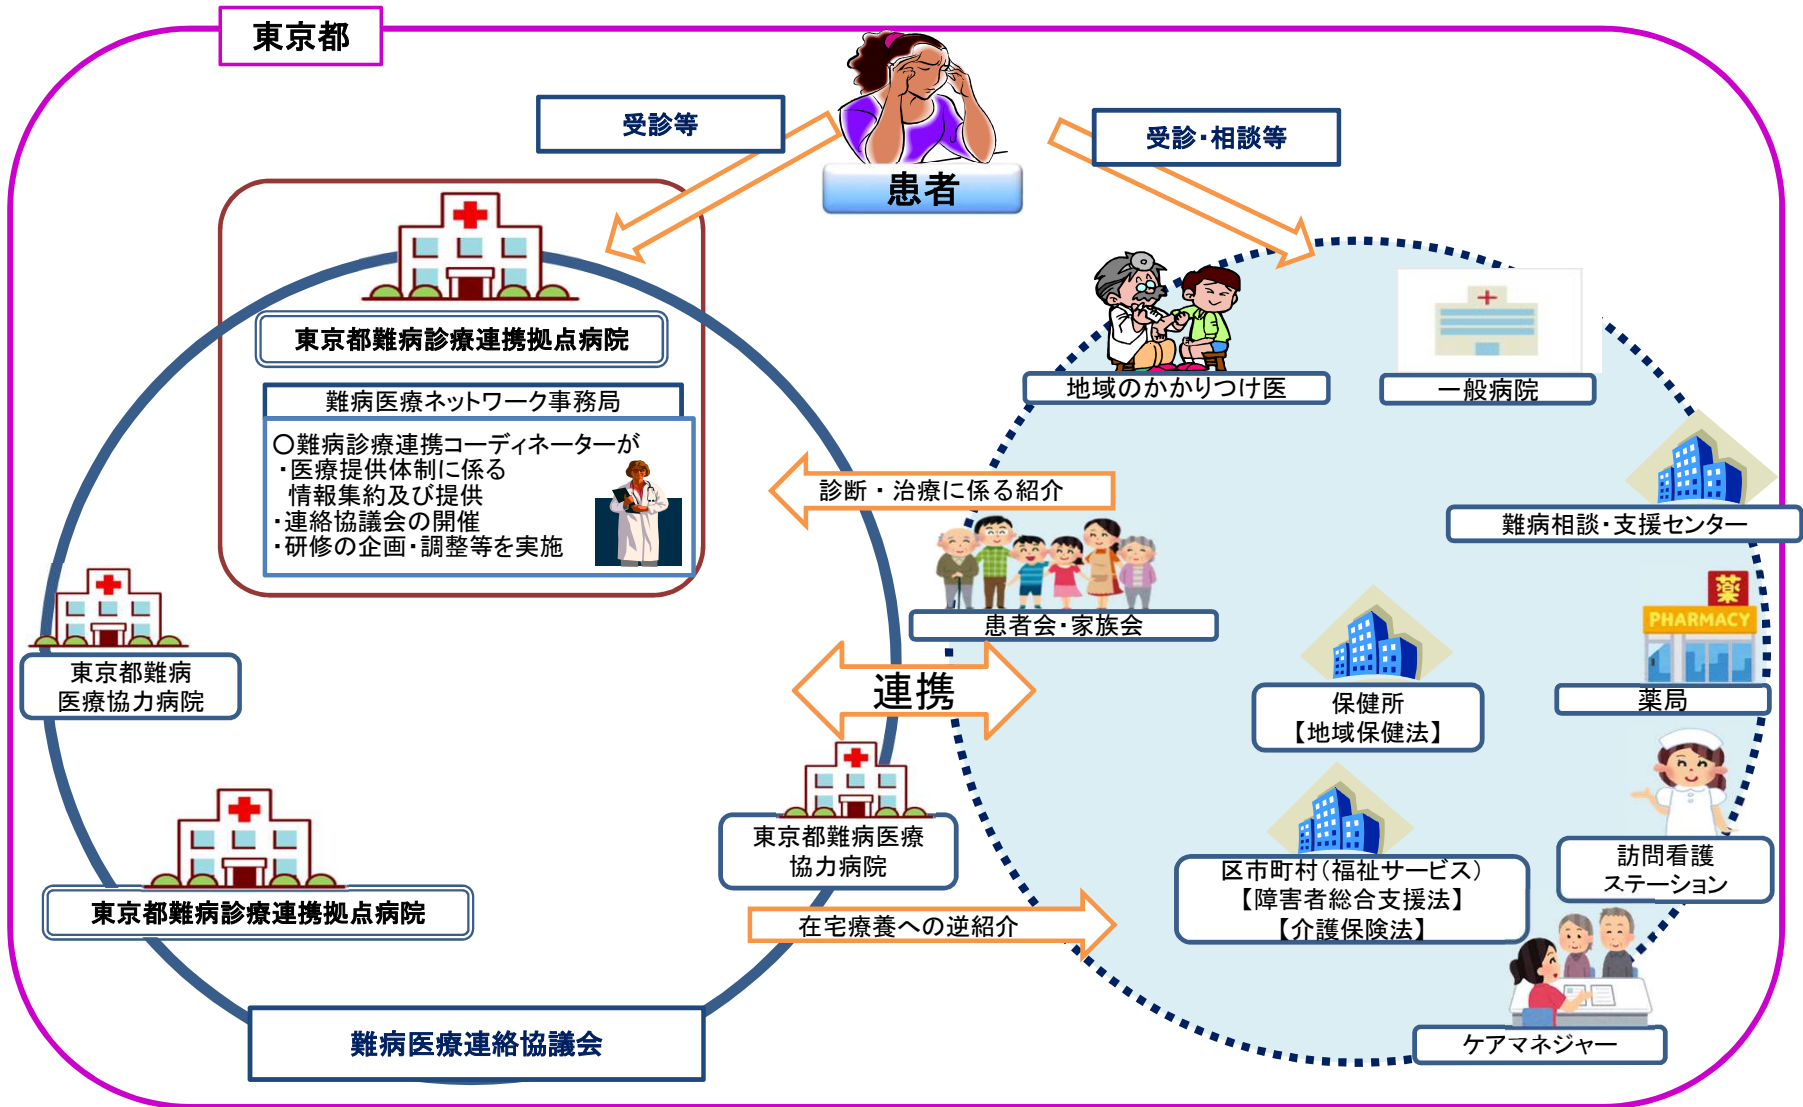 東京都
受診等
受診・相談等
患者
東京都難病診療連携拠点病院
難病医療ネットワーク事務局
〇難病診療連携コーディネーターが
・医療提供体制に係る
情報集約及び提供
・連絡協議会の開催
・研修の企画・調整等を実施
地域のかかりつけ医
一般病院
診断・治療に係る紹介
難病相談・支援センター
患者会・家族会
薬
PHARMACY
薬局
東京都難病
医療協力病院
連携
保健所
【地域保健法】
東京都難病医療
協力病院
訪問看護
ステーション
区市町村（福祉サービス）
【障害者総合支援法】
【介護保険法】
東京都難病診療連携拠点病院
在宅療養への逆紹介
難病医療連絡協議会
ケアマネジャー